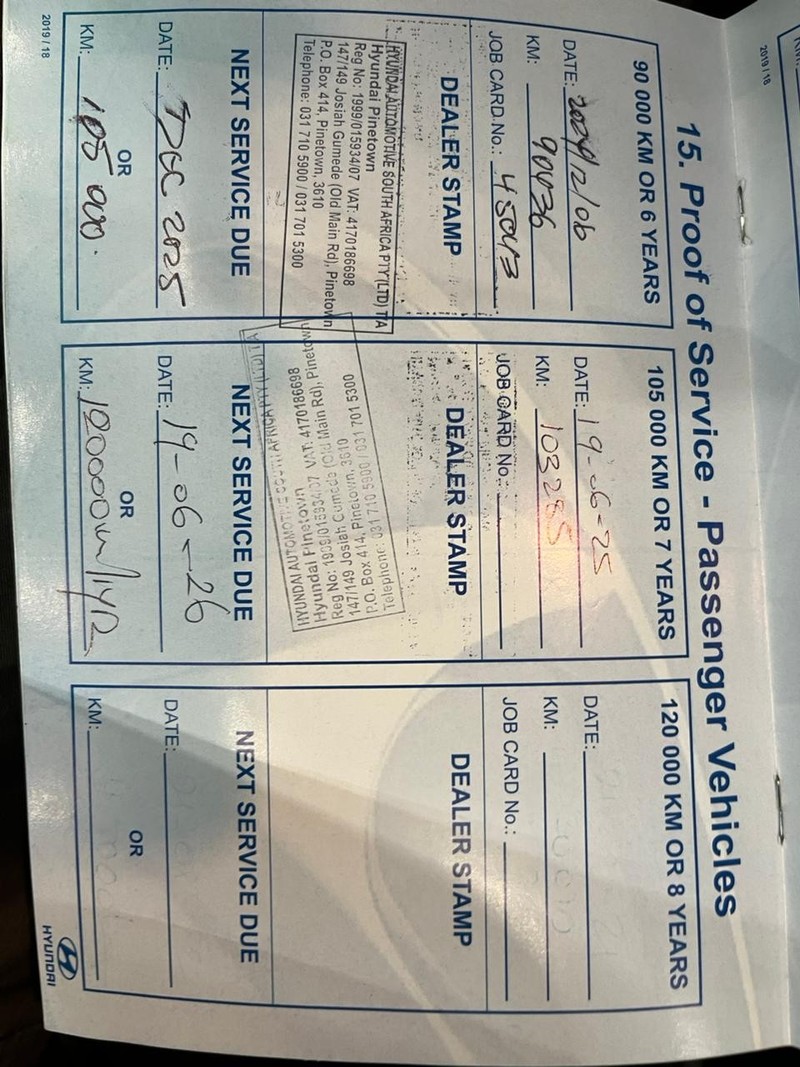 15. Proof of Service - Passenger Vehicles
90 000 KM OR 6 YEARS
DATE: 2024/12/06
KM: 90436
JOB CARD No.: 45043
DEALER STAMP
HYUNDAI AUTOMOTIVE SOUTH AFRICA PTY(LTD) T/A
Hyundai Pinetown
Reg No: 1999/015934/07 VAT: 4170186698
147/149 Josiah Gumede (Old Main Rd), Pinetown
P.O. Box 414, Pinetown, 3610
Telephone: 031 710 5900 / 031 701 5300
NEXT SERVICE DUE
DATE: Dec 2025
OR
KM: 105 000.
105 000 KM OR 7 YEARS
DATE: 19-06-25
KM: 103285
JOB CARD No.:
DEALER STAMP
HYUNDAI AUTOMOTIVE SOUTH AFRICA PTY (LTD) T/A
Hyundai Pinetown
Reg No: 1999/015934/07 VAT: 4170186698
147/149 Josiah Gumede (Old Main Rd), Pinetown
P.O. Box 414, Pinetown, 3610
Telephone: 031 710 5900 / 031 701 5300
NEXT SERVICE DUE
DATE: 19-06-26
OR
KM: 120000
120 000 KM OR 8 YEARS
DATE:
KM:
JOB CARD No.:
DEALER STAMP
NEXT SERVICE DUE
DATE:
OR
KM:
2019 / 18
HYUNDAI
2019 / 18